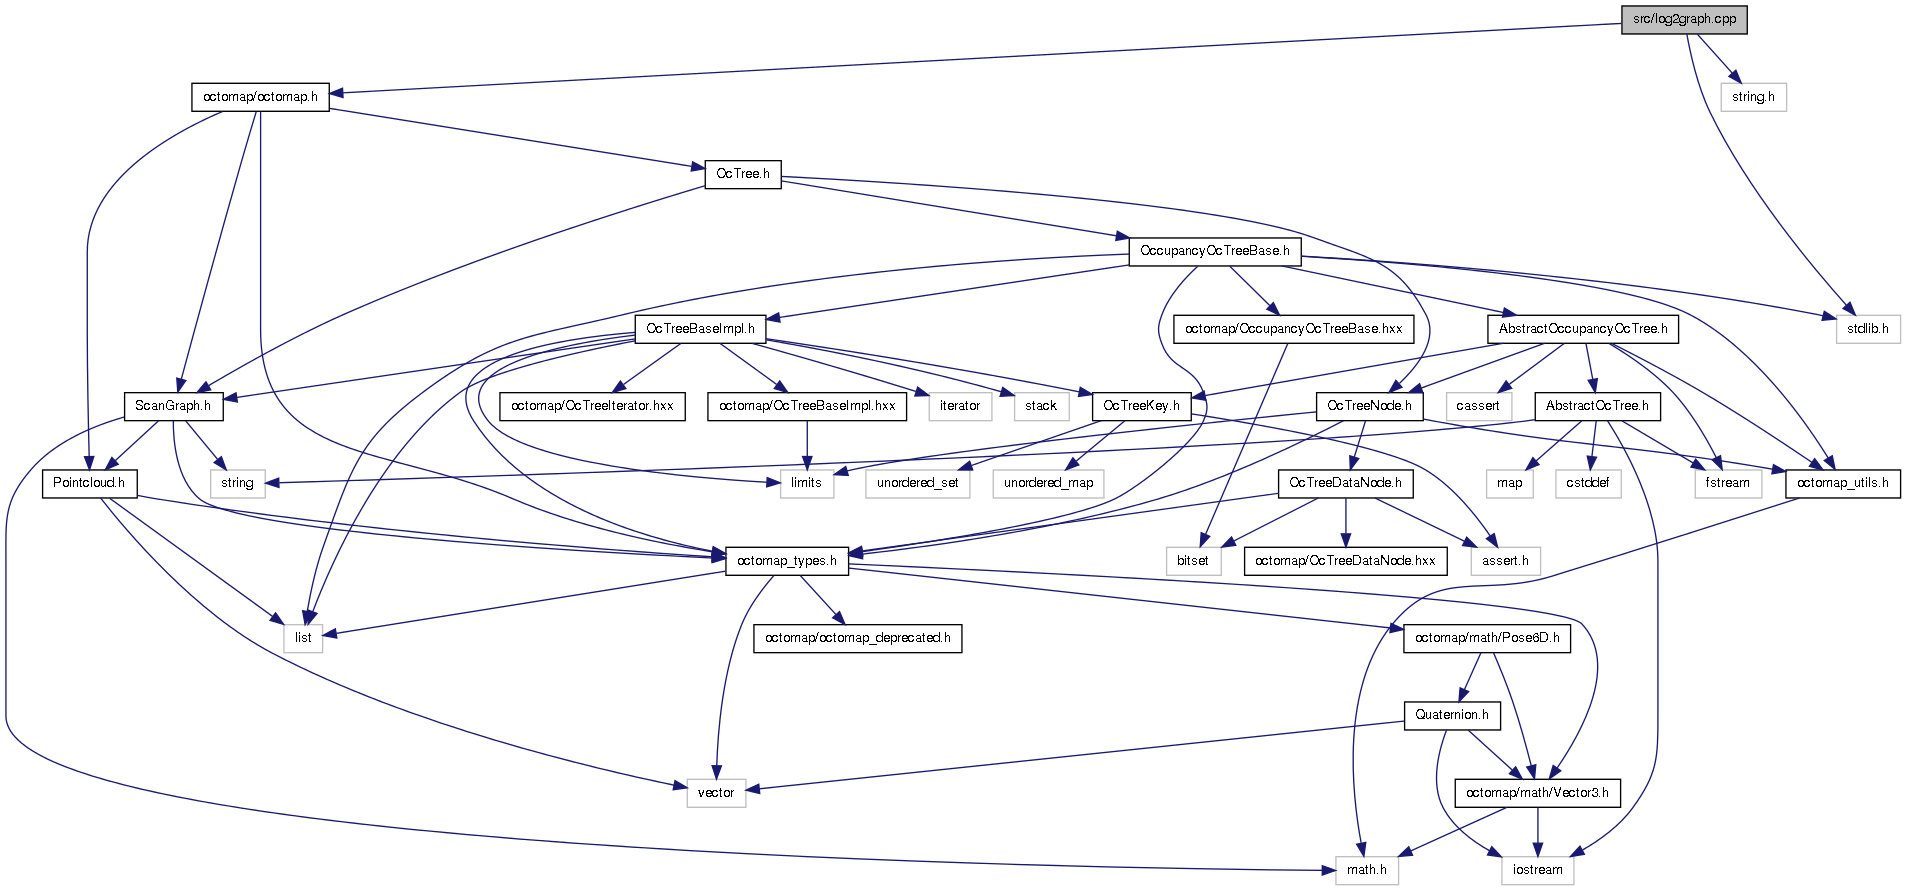 src/log2graph.cpp
octomap/octomap.h
string.h
OcTree.h
OccupancyOcTreeBase.h
OcTreeBaseImpl.h
octomap/OccupancyOcTreeBase.hxx
AbstractOccupancyOcTree.h
stdlib.h
ScanGraph.h
octomap/OcTreeIterator.hxx
octomap/OcTreeBaseImpl.hxx
iterator
stack
OcTreeKey.h
OcTreeNode.h
cassert
AbstractOcTree.h
Pointcloud.h
string
limits
unordered_set
unordered_map
OcTreeDataNode.h
map
cstddef
fstream
octomap_utils.h
octomap_types.h
bitset
octomap/OcTreeDataNode.hxx
assert.h
list
octomap/octomap_deprecated.h
octomap/math/Pose6D.h
Quaternion.h
vector
octomap/math/Vector3.h
math.h
iostream